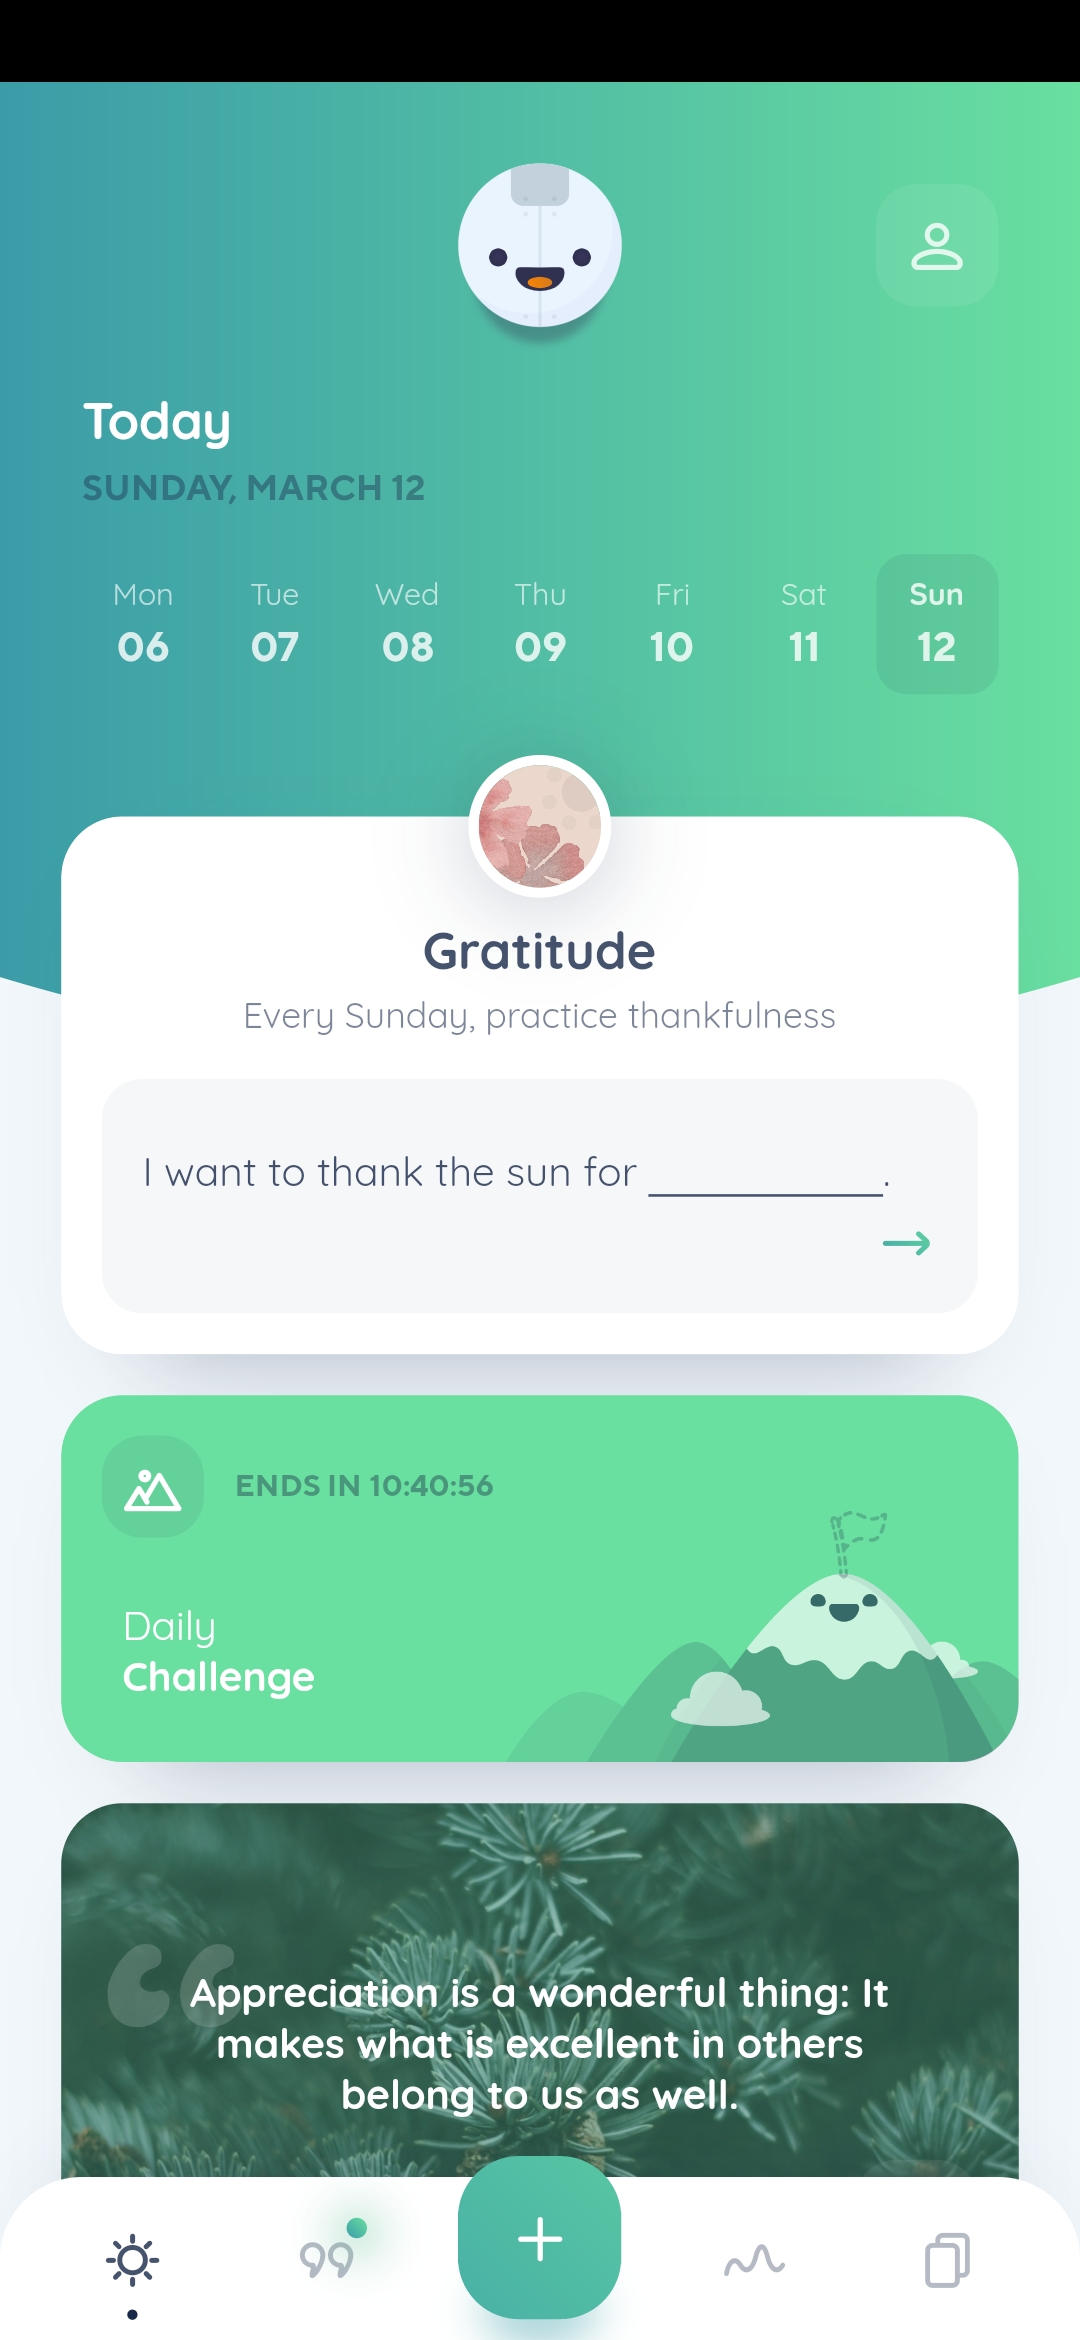 Today
SUNDAY, MARCH 12
Mon Tue Wed Thu Fri Sat Sun
06 07 08 09 10 11 12
Gratitude
Every Sunday, practice thankfulness
I want to thank the sun for ___________.
ENDS IN 10:40:56
Daily
Challenge
Appreciation is a wonderful thing: It
makes what is excellent in others
belong to us as well.